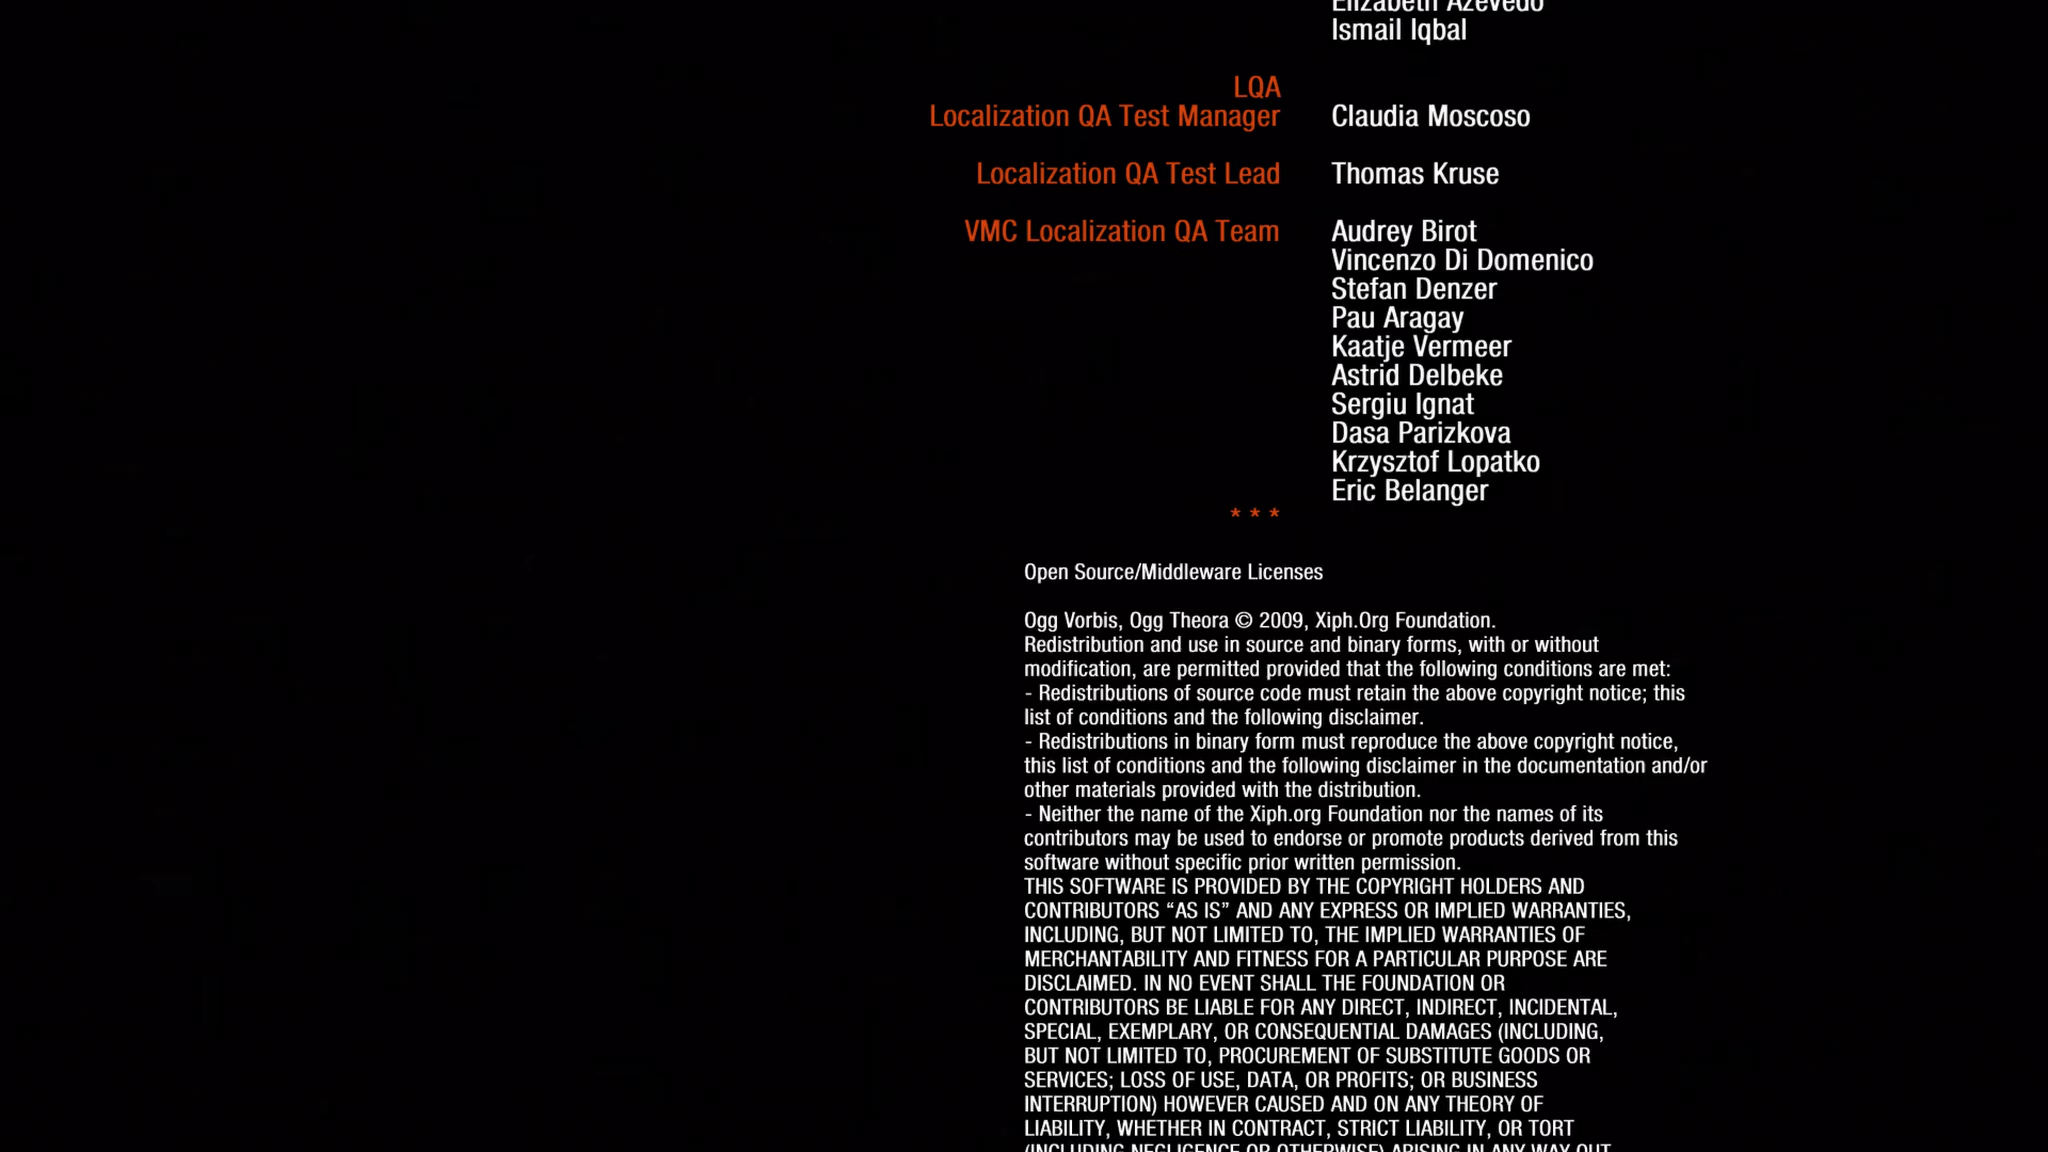 Elizabeth Azevedo
Ismail Iqbal
LQA
Localization QA Test Manager Claudia Moscoso
Localization QA Test Lead Thomas Kruse
VMC Localization QA Team Audrey Birot
Vincenzo Di Domenico
Stefan Denzer
Pau Aragay
Kaatje Vermeer
Astrid Delbeke
Sergiu Ignat
Dasa Parizkova
Krzysztof Lopatko
Eric Belanger
* * *
Open Source/Middleware Licenses
Ogg Vorbis, Ogg Theora © 2009, Xiph.Org Foundation.
Redistribution and use in source and binary forms, with or without
modification, are permitted provided that the following conditions are met:
- Redistributions of source code must retain the above copyright notice; this
list of conditions and the following disclaimer.
- Redistributions in binary form must reproduce the above copyright notice,
this list of conditions and the following disclaimer in the documentation and/or
other materials provided with the distribution.
- Neither the name of the Xiph.org Foundation nor the names of its
contributors may be used to endorse or promote products derived from this
software without specific prior written permission.
THIS SOFTWARE IS PROVIDED BY THE COPYRIGHT HOLDERS AND
CONTRIBUTORS “AS IS” AND ANY EXPRESS OR IMPLIED WARRANTIES,
INCLUDING, BUT NOT LIMITED TO, THE IMPLIED WARRANTIES OF
MERCHANTABILITY AND FITNESS FOR A PARTICULAR PURPOSE ARE
DISCLAIMED. IN NO EVENT SHALL THE FOUNDATION OR
CONTRIBUTORS BE LIABLE FOR ANY DIRECT, INDIRECT, INCIDENTAL,
SPECIAL, EXEMPLARY, OR CONSEQUENTIAL DAMAGES (INCLUDING,
BUT NOT LIMITED TO, PROCUREMENT OF SUBSTITUTE GOODS OR
SERVICES; LOSS OF USE, DATA, OR PROFITS; OR BUSINESS
INTERRUPTION) HOWEVER CAUSED AND ON ANY THEORY OF
LIABILITY, WHETHER IN CONTRACT, STRICT LIABILITY, OR TORT
(INCLUDING NEGLIGENCE OR OTHERWISE) ARISING IN ANY WAY OUT